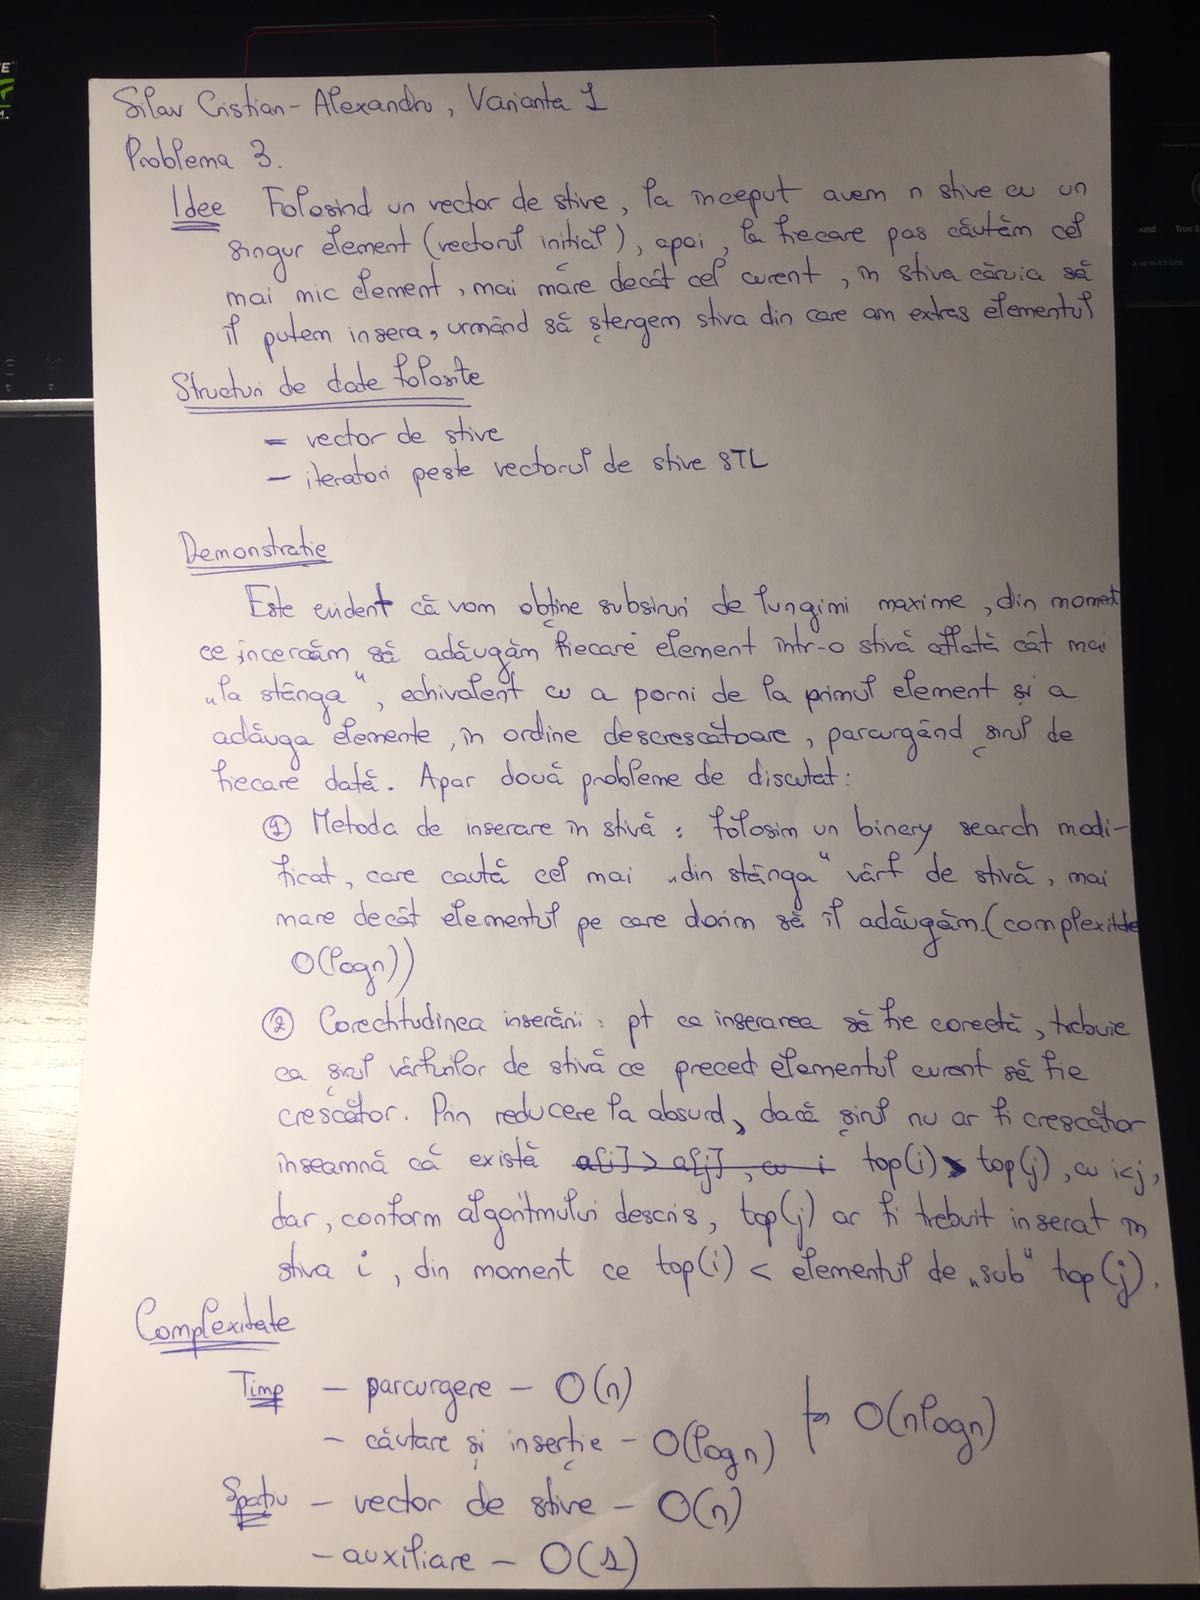 Silav Cristian-Alexandru, Varianta 1
Problema 3.
Idee Folosind un vector de stive, la început avem n stive cu un
singur element (vectorul inițial), apoi, la fiecare pas căutăm cel
mai mic element, mai mare decât cel curent, în stiva căruia să
îl putem insera, urmând să ștergem stiva din care am extras elementul
Structuri de date folosite
- vector de stive
- iteratori peste vectorul de stive STL
Demonstratie
Este evident că vom obține subsiruri de lungimi maxime, din moment
ce încercăm să adăugăm fiecare element într-o stivă aflată cât mai
„la stânga", echivalent cu a porni de la primul element și a
adăuga elemente, în ordine descrescătoare, parcurgând șirul de
fiecare dată. Apar două probleme de discutat:
① Metoda de inserare în stivă: folosim un binary search modi-
ficat, care caută cel mai „din stânga" vârf de stivă, mai
mare decât elementul pe care dorim să îl adăugăm. (complexitate
O(logn))
② Corectitudinea inserării: pt ca inserarea să fie corectă, trebuie
ca șirul vârfurilor de stivă ce preced elementul curent să fie
crescător. Prin reducere la absurd, dacă șirul nu ar fi crescător
înseamnă că există a[i] > a[j], cu i top(i) > top(j), cu i<j,
dar, conform algoritmului descris, top(j) ar fi trebuit inserat în
stiva i, din moment ce top(i) < elementul de „sub" top(j).
Complexitate
Timp - parcurgere - O(n)
- căutare și inserție - O(logn) O(nlogn)
Spațiu - vector de stive - O(n)
- auxiliare - O(1)